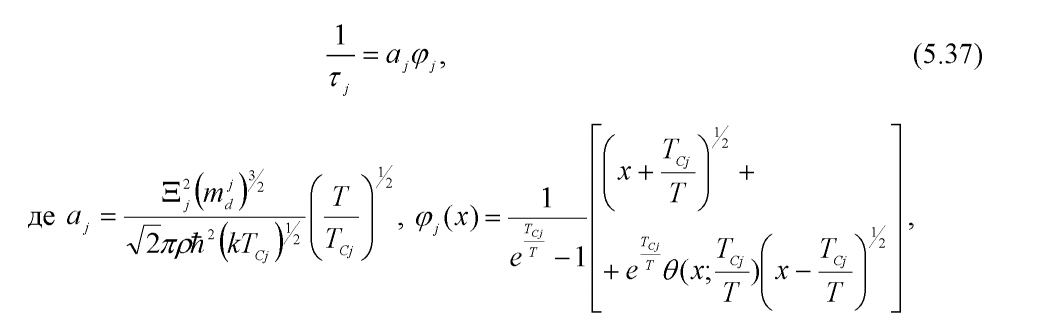 1/τ_j = a_j φ_j, (5.37)
де a_j = Ξ_j^2 (m_d^j)^{3/2} / (√2 πρħ^2 (kT_{Cj})^{1/2}) (T/T_{Cj})^{1/2}, φ_j(x) = 1/(e^{T_{Cj}/T} − 1) [(x + T_{Cj}/T)^{1/2} + + e^{T_{Cj}/T} θ(x; T_{Cj}/T)(x − T_{Cj}/T)^{1/2}],